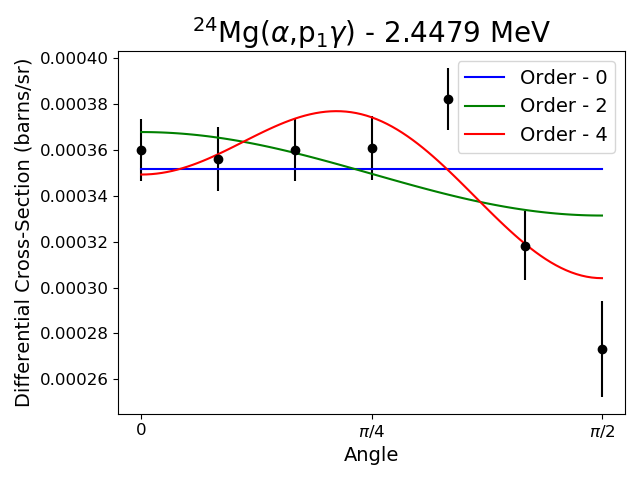 ²⁴Mg(α,p₁γ) - 2.4479 MeV
Differential Cross-Section (barns/sr)
0.00040
0.00038
0.00036
0.00034
0.00032
0.00030
0.00028
0.00026
Order - 0
Order - 2
Order - 4
0
π/4
π/2
Angle